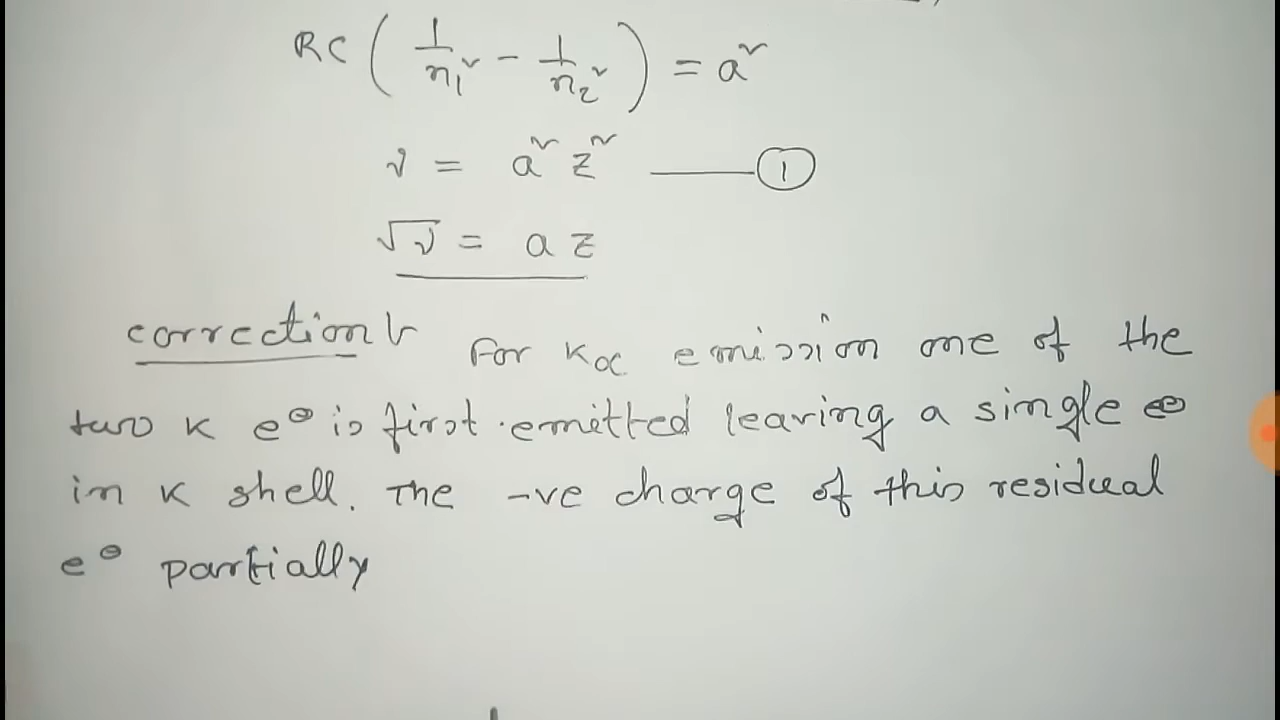 RC ( 1/n₁² - 1/n₂² ) = a²
ν = a² z² —— ①
√ν = a z
correction :- For Kα emission one of the
two K e⊖ is first emitted leaving a single e⊖
in K shell. The -ve charge of this residual
e⊖ partially